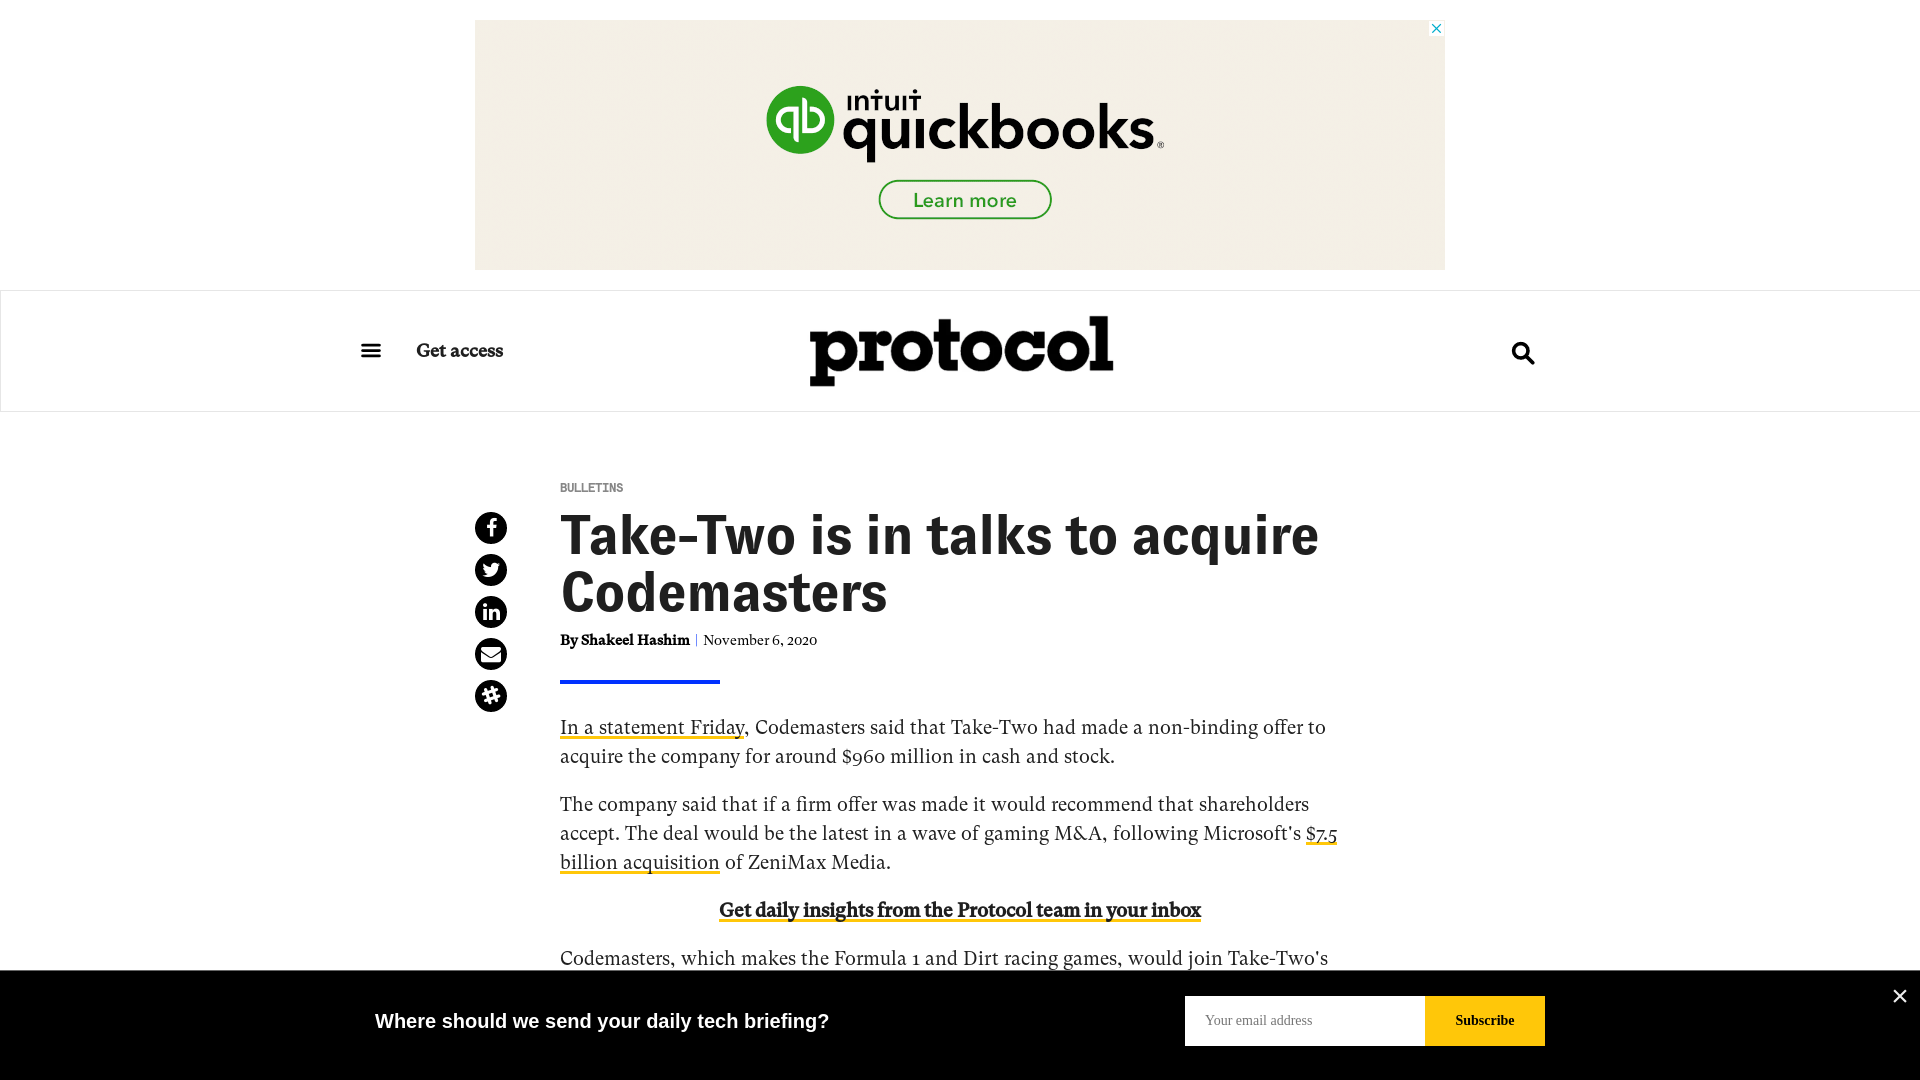 intuit
quickbooks®
Learn more
Get access
protocol
BULLETINS
Take-Two is in talks to acquire
Codemasters
By Shakeel Hashim | November 6, 2020
In a statement Friday, Codemasters said that Take-Two had made a non-binding offer to
acquire the company for around $960 million in cash and stock.
The company said that if a firm offer was made it would recommend that shareholders
accept. The deal would be the latest in a wave of gaming M&A, following Microsoft's $7.5
billion acquisition of ZeniMax Media.
Get daily insights from the Protocol team in your inbox
Codemasters, which makes the Formula 1 and Dirt racing games, would join Take-Two's
Where should we send your daily tech briefing?
Your email address
Subscribe